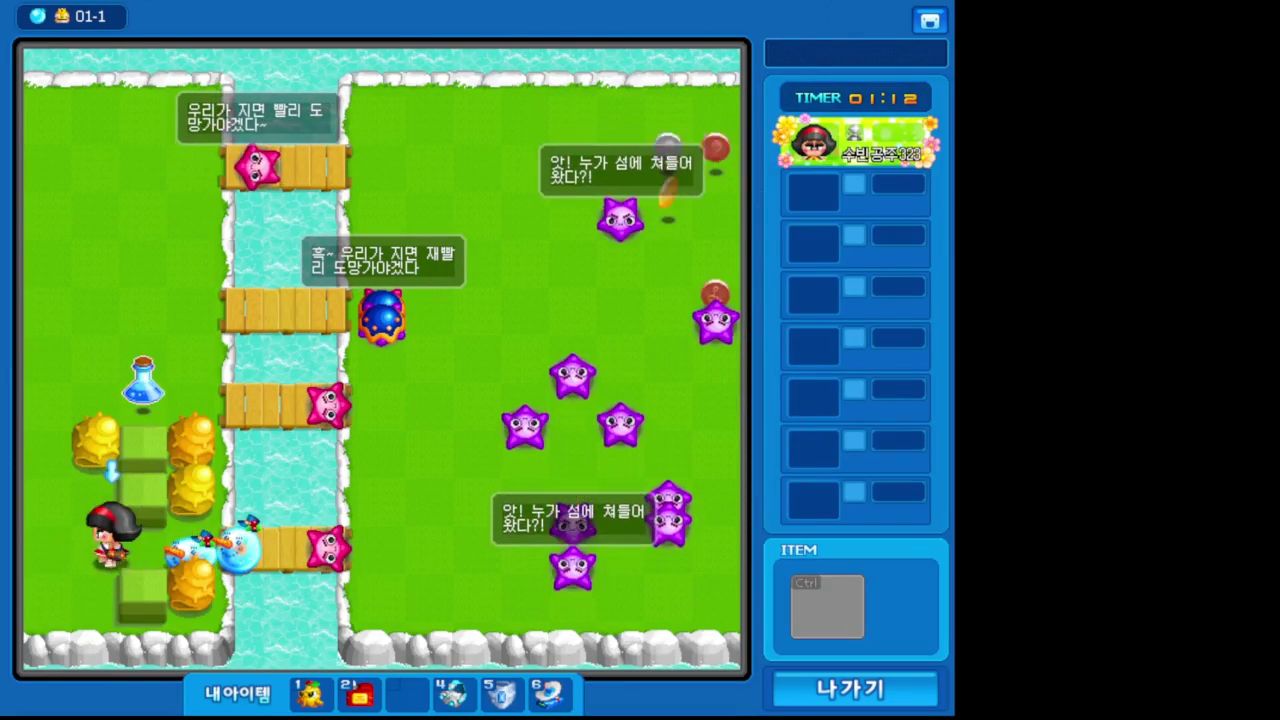 01-1
우리가 지면 빨리 도
망가야겠다~
앗! 누가 섬에 쳐들어
왔다?!
흑~ 우리가 지면 재빨
리 도망가야겠다
앗! 누가 섬에 쳐들어
왔다?!
TIMER 01:12
수빈공주023
ITEM
Ctrl
내아이템 1 2 4 5 6
나가기